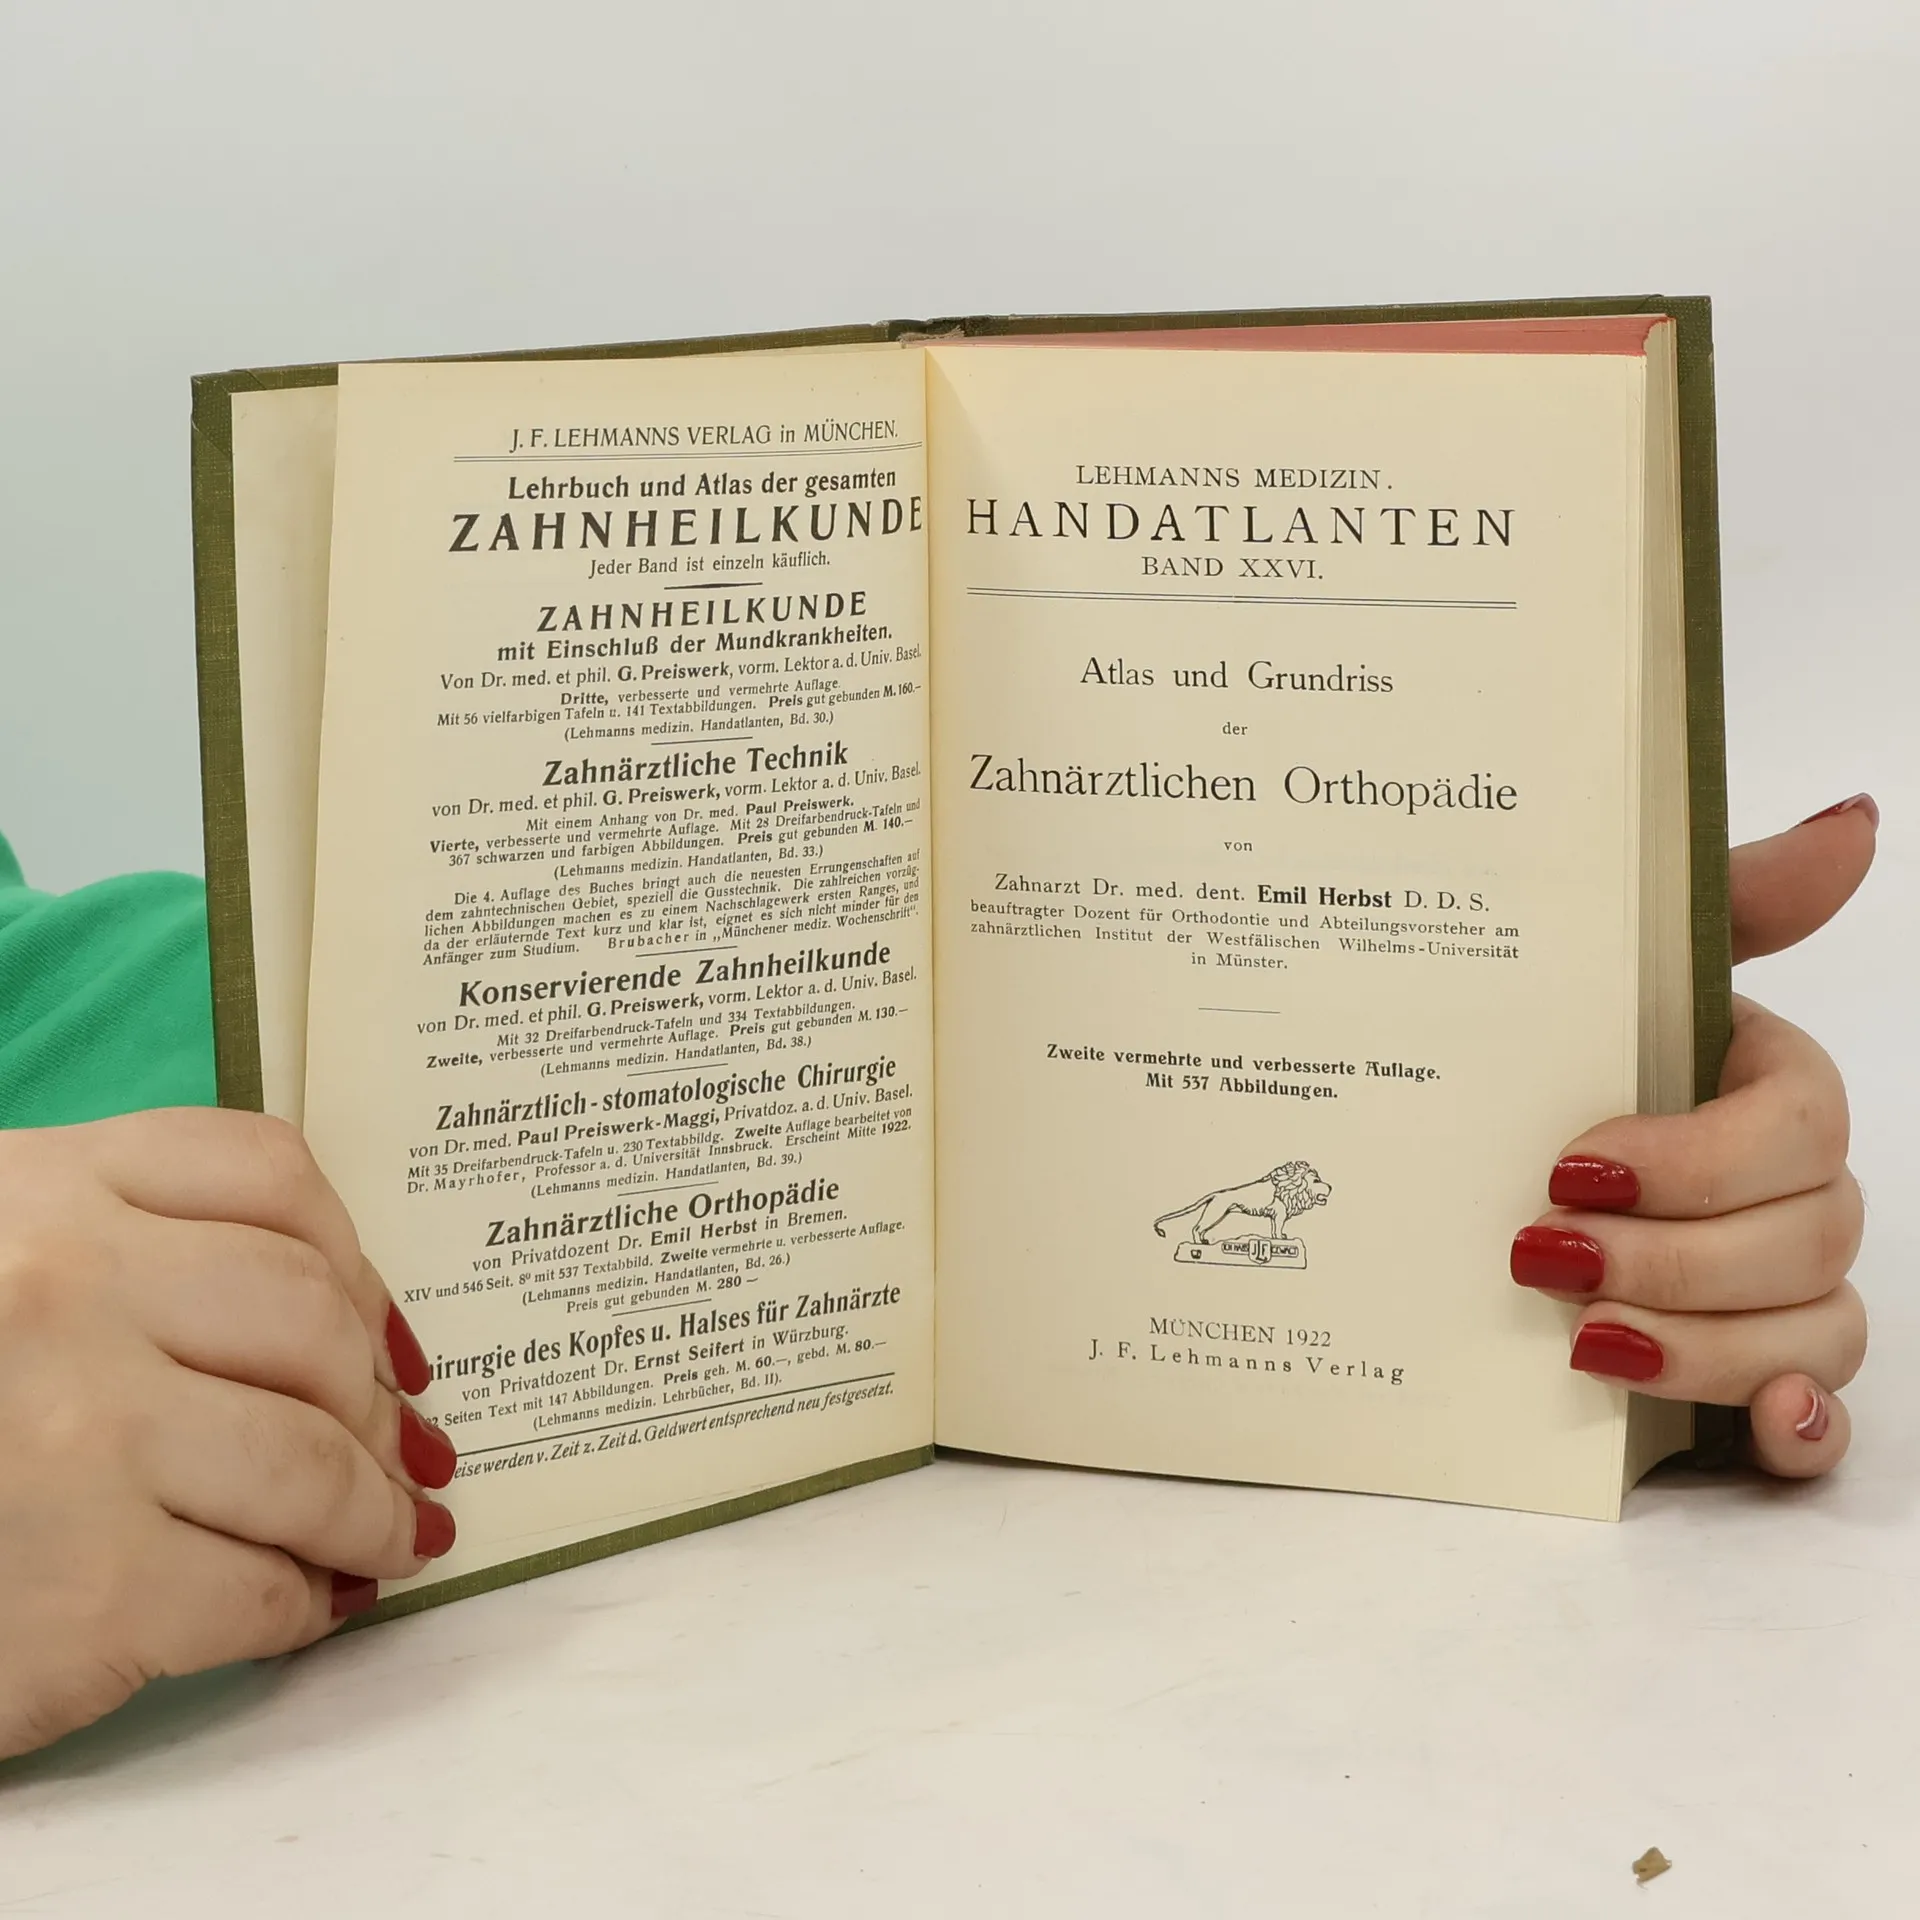 J. F. LEHMANNS VERLAG in MÜNCHEN.
Lehrbuch und Atlas der gesamten
ZAHNHEILKUNDE
Jeder Band ist einzeln käuflich.
ZAHNHEILKUNDE
mit Einschluß der Mundkrankheiten.
Von Dr. med. et phil. G. Preiswerk, vorm. Lektor a. d. Univ. Basel.
Dritte, verbesserte und vermehrte Auflage.
Mit 56 vielfarbigen Tafeln u. 141 Textabbildungen. Preis gut gebunden M. 160.–
(Lehmanns medizin. Handatlanten, Bd. 30.)
Zahnärztliche Technik
von Dr. med. et phil. G. Preiswerk, vorm. Lektor a. d. Univ. Basel.
Mit einem Anhang von Dr. med. Paul Preiswerk.
Vierte, verbesserte und vermehrte Auflage. Mit 28 Dreifarbendruck-Tafeln und
367 schwarzen und farbigen Abbildungen. Preis gut gebunden M. 140.—
(Lehmanns medizin. Handatlanten, Bd. 33.)
Die 4. Auflage des Buches bringt auch die neuesten Errungenschaften auf
dem zahntechnischen Gebiet, speziell die Gusstechnik. Die zahlreichen vorzüg-
lichen Abbildungen machen es zu einem Nachschlagewerk ersten Ranges, und
da der erläuternde Text kurz und klar ist, eignet es sich nicht minder für den
Anfänger zum Studium. Brubacher in „Münchener mediz. Wochenschrift“.
Konservierende Zahnheilkunde
von Dr. med. et phil. G. Preiswerk, vorm. Lektor a. d. Univ. Basel.
Mit 32 Dreifarbendruck-Tafeln und 334 Textabbildungen.
Zweite, verbesserte und vermehrte Auflage. Preis gut gebunden M. 130.—
(Lehmanns medizin. Handatlanten, Bd. 38.)
Zahnärztlich-stomatologische Chirurgie
von Dr. med. Paul Preiswerk-Maggi, Privatdoz. a. d. Univ. Basel.
Mit 35 Dreifarbendruck-Tafeln u. 230 Textabbildg. Zweite Auflage bearbeitet von
Dr. Mayrhofer, Professor a. d. Universität Innsbruck. Erscheint Mitte 1922.
(Lehmanns medizin. Handatlanten, Bd. 39.)
Zahnärztliche Orthopädie
von Privatdozent Dr. Emil Herbst in Bremen.
XIV und 546 Seit. 8º mit 537 Textabbild. Zweite vermehrte u. verbesserte Auflage.
(Lehmanns medizin. Handatlanten, Bd. 26.)
Preis gut gebunden M. 280 —
irurgie des Kopfes u. Halses für Zahnärzte
von Privatdozent Dr. Ernst Seifert in Würzburg.
Seiten Text mit 147 Abbildungen. Preis geh. M. 60.—, gebd. M. 80.—
(Lehmanns medizin. Lehrbücher, Bd. II).
eise werden v. Zeit z. Zeit d. Geldwert entsprechend neu festgesetzt.
LEHMANNS MEDIZIN.
HANDATLANTEN
BAND XXVI.
Atlas und Grundriss
der
Zahnärztlichen Orthopädie
von
Zahnarzt Dr. med. dent. Emil Herbst D. D. S.
beauftragter Dozent für Orthodontie und Abteilungsvorsteher am
zahnärztlichen Institut der Westfälischen Wilhelms-Universität
in Münster.
Zweite vermehrte und verbesserte Auflage.
Mit 537 Abbildungen.
ICH HABS JFL GEWAGT
MÜNCHEN 1922
J. F. Lehmanns Verlag